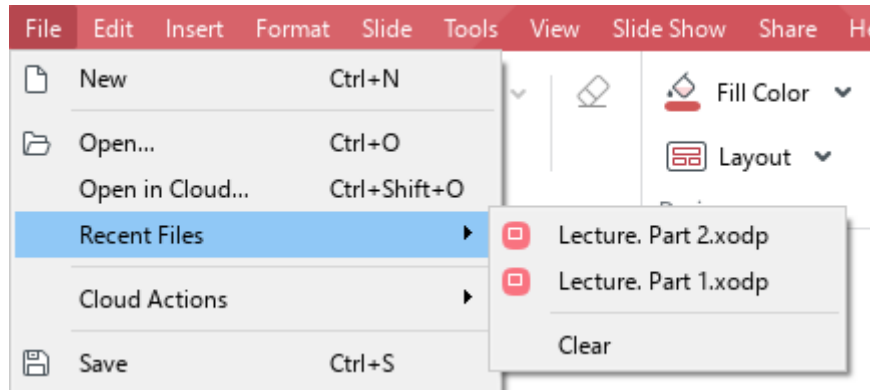 File Edit Insert Format Slide Tools View Slide Show Share
New Ctrl+N
Open... Ctrl+O
Open in Cloud... Ctrl+Shift+O
Recent Files
Cloud Actions
Save Ctrl+S
Fill Color
Layout
Lecture. Part 2.xodp
Lecture. Part 1.xodp
Clear